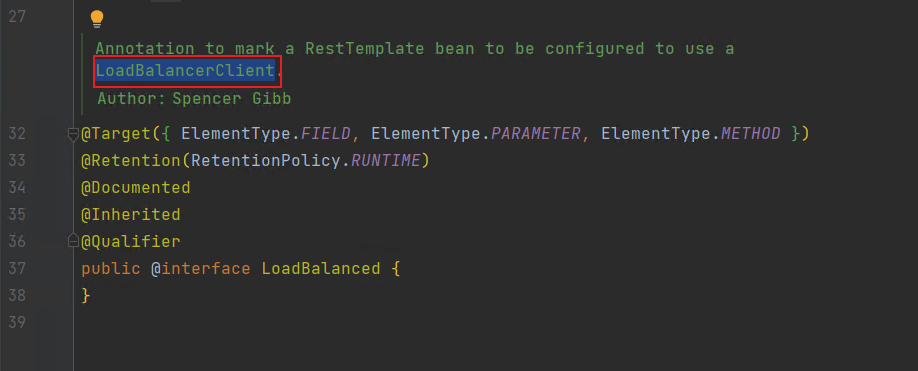 27
Annotation to mark a RestTemplate bean to be configured to use a
LoadBalancerClient.
Author: Spencer Gibb
32 @Target({ ElementType.FIELD, ElementType.PARAMETER, ElementType.METHOD })
33 @Retention(RetentionPolicy.RUNTIME)
34 @Documented
35 @Inherited
36 @Qualifier
37 public @interface LoadBalanced {
38 }
39